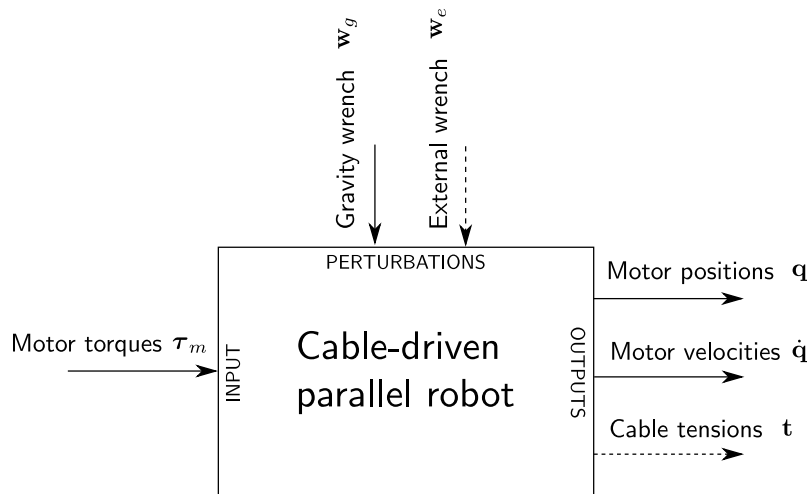 Gravity wrench w_g
External wrench w_e
PERTURBATIONS
Motor torques τ_m
INPUT
Cable-driven
parallel robot
OUTPUTS
Motor positions q
Motor velocities q̇
Cable tensions t